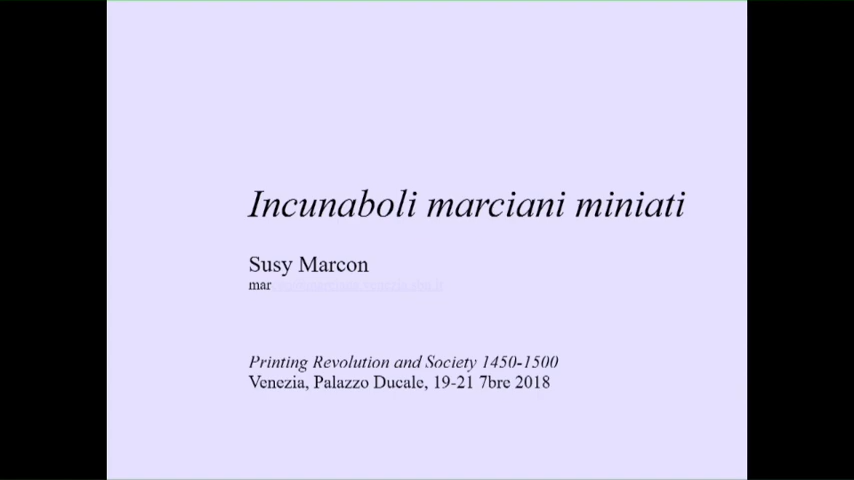 Incunaboli marciani miniati
Susy Marcon
mar
Printing Revolution and Society 1450-1500
Venezia, Palazzo Ducale, 19-21 7bre 2018